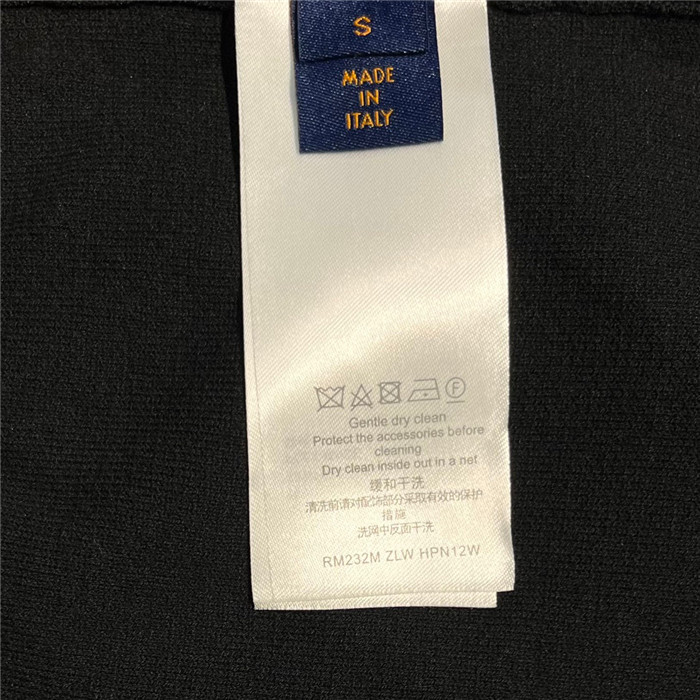 S
MADE
IN
ITALY
F
Gentle dry clean
Protect the accessories before
cleaning
Dry clean inside out in a net
缓和干洗
清洗前请对配饰部分采取有效的保护
措施
洗网中反面干洗
RM232M ZLW HPN12W